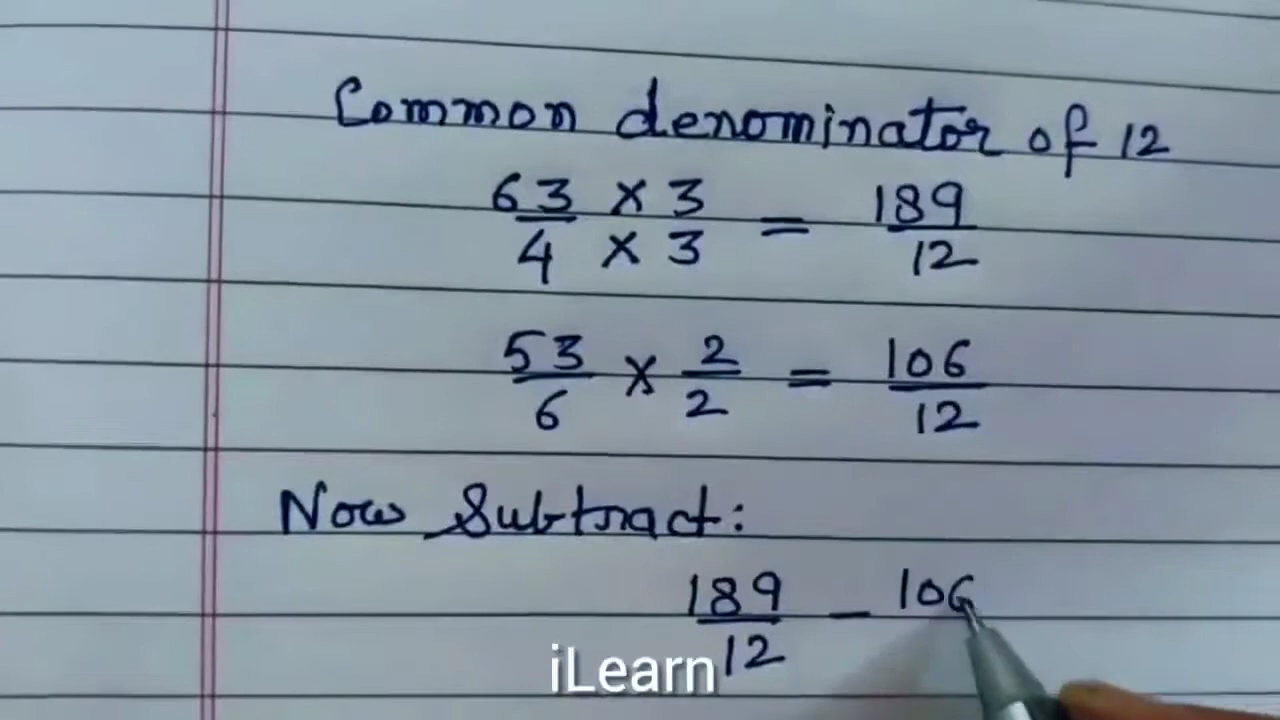 Common denominator of 12
63 × 3 / 4 × 3 = 189/12
53/6 × 2/2 = 106/12
Now Subtract:
189/12 – 106
iLearn